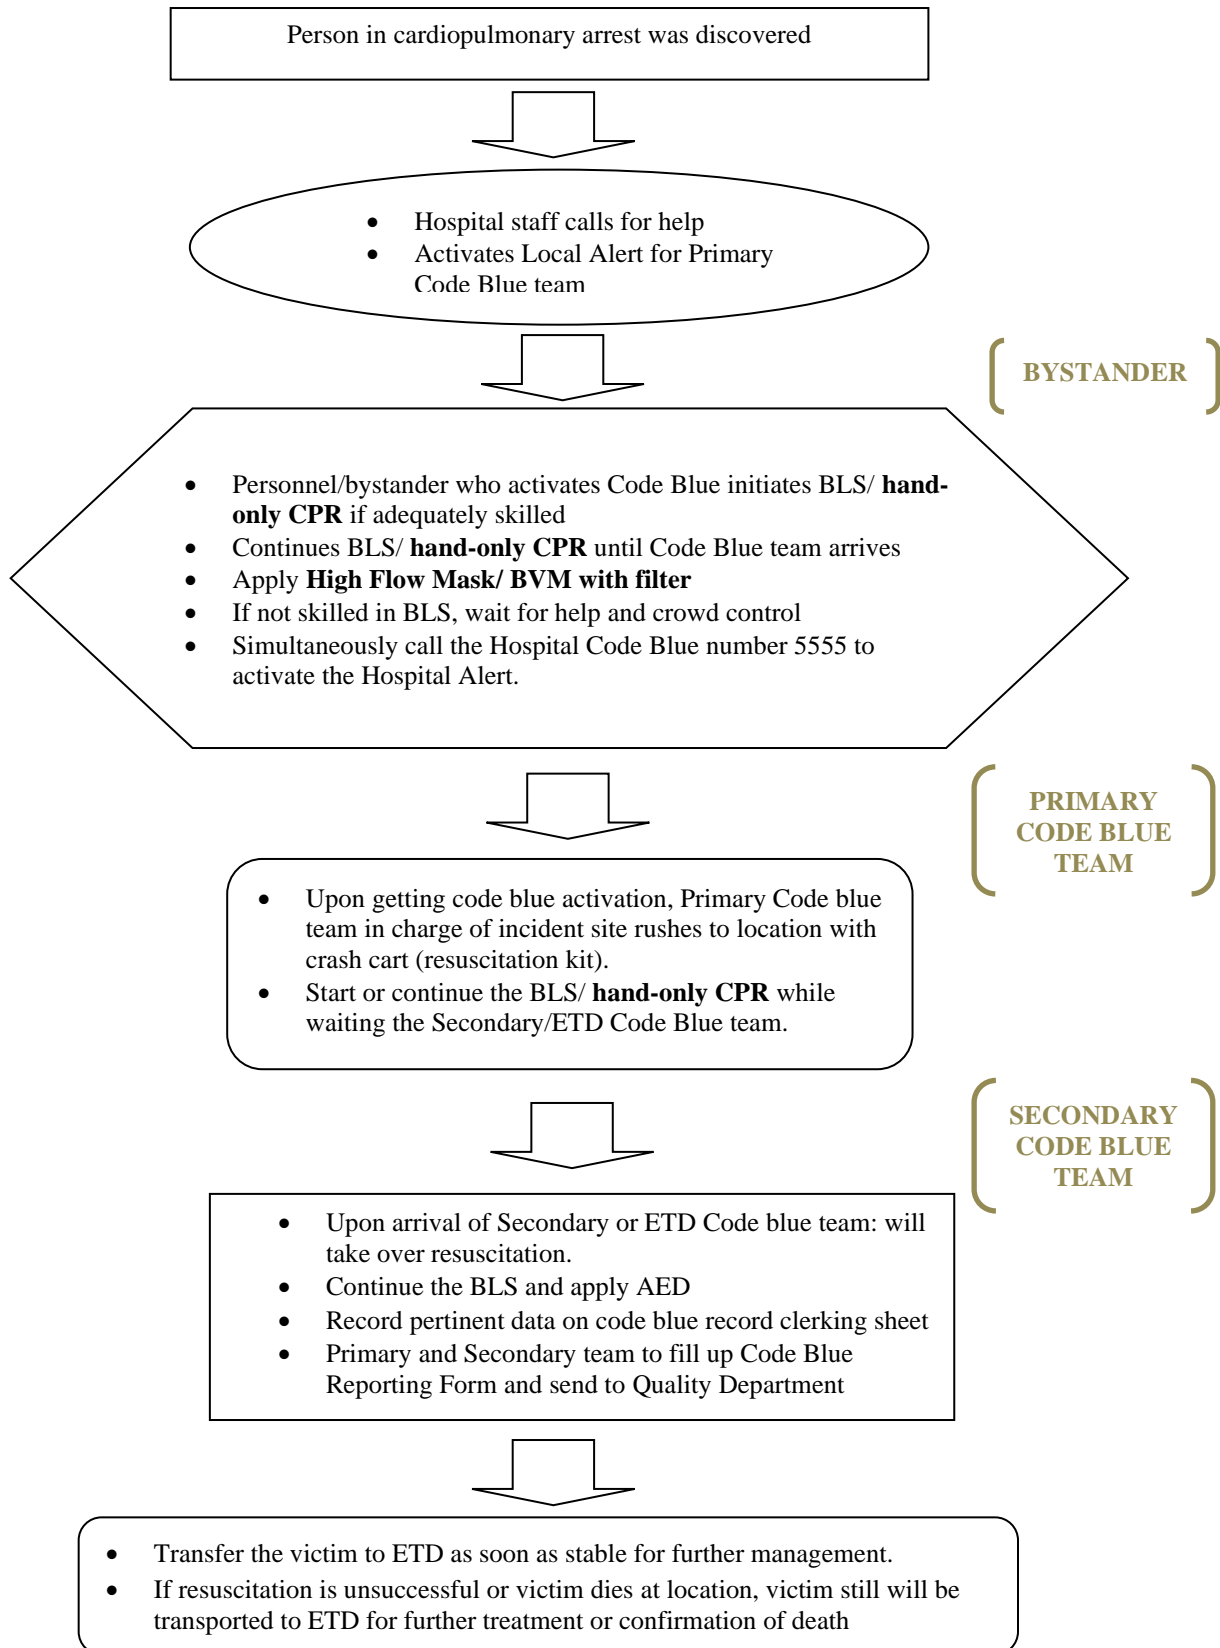 Person in cardiopulmonary arrest was discovered
• Hospital staff calls for help
• Activates Local Alert for Primary
Code Blue team
BYSTANDER
• Personnel/bystander who activates Code Blue initiates BLS/ hand-
only CPR if adequately skilled
• Continues BLS/ hand-only CPR until Code Blue team arrives
• Apply High Flow Mask/ BVM with filter
• If not skilled in BLS, wait for help and crowd control
• Simultaneously call the Hospital Code Blue number 5555 to
activate the Hospital Alert.
PRIMARY
CODE BLUE
TEAM
• Upon getting code blue activation, Primary Code blue
team in charge of incident site rushes to location with
crash cart (resuscitation kit).
• Start or continue the BLS/ hand-only CPR while
waiting the Secondary/ETD Code Blue team.
SECONDARY
CODE BLUE
TEAM
• Upon arrival of Secondary or ETD Code blue team: will
take over resuscitation.
• Continue the BLS and apply AED
• Record pertinent data on code blue record clerking sheet
• Primary and Secondary team to fill up Code Blue
Reporting Form and send to Quality Department
• Transfer the victim to ETD as soon as stable for further management.
• If resuscitation is unsuccessful or victim dies at location, victim still will be
transported to ETD for further treatment or confirmation of death